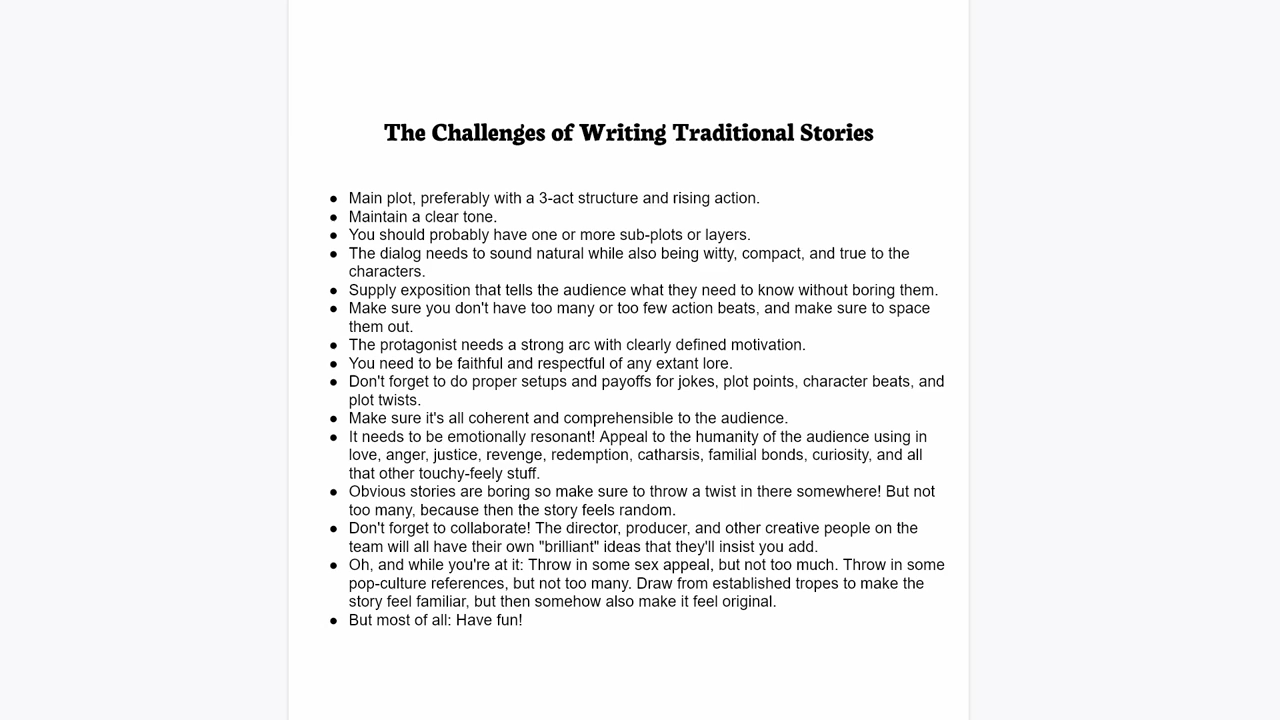 The Challenges of Writing Traditional Stories
● Main plot, preferably with a 3-act structure and rising action.
● Maintain a clear tone.
● You should probably have one or more sub-plots or layers.
● The dialog needs to sound natural while also being witty, compact, and true to the
characters.
● Supply exposition that tells the audience what they need to know without boring them.
● Make sure you don't have too many or too few action beats, and make sure to space
them out.
● The protagonist needs a strong arc with clearly defined motivation.
● You need to be faithful and respectful of any extant lore.
● Don't forget to do proper setups and payoffs for jokes, plot points, character beats, and
plot twists.
● Make sure it's all coherent and comprehensible to the audience.
● It needs to be emotionally resonant! Appeal to the humanity of the audience using in
love, anger, justice, revenge, redemption, catharsis, familial bonds, curiosity, and all
that other touchy-feely stuff.
● Obvious stories are boring so make sure to throw a twist in there somewhere! But not
too many, because then the story feels random.
● Don't forget to collaborate! The director, producer, and other creative people on the
team will all have their own "brilliant" ideas that they'll insist you add.
● Oh, and while you're at it: Throw in some sex appeal, but not too much. Throw in some
pop-culture references, but not too many. Draw from established tropes to make the
story feel familiar, but then somehow also make it feel original.
● But most of all: Have fun!